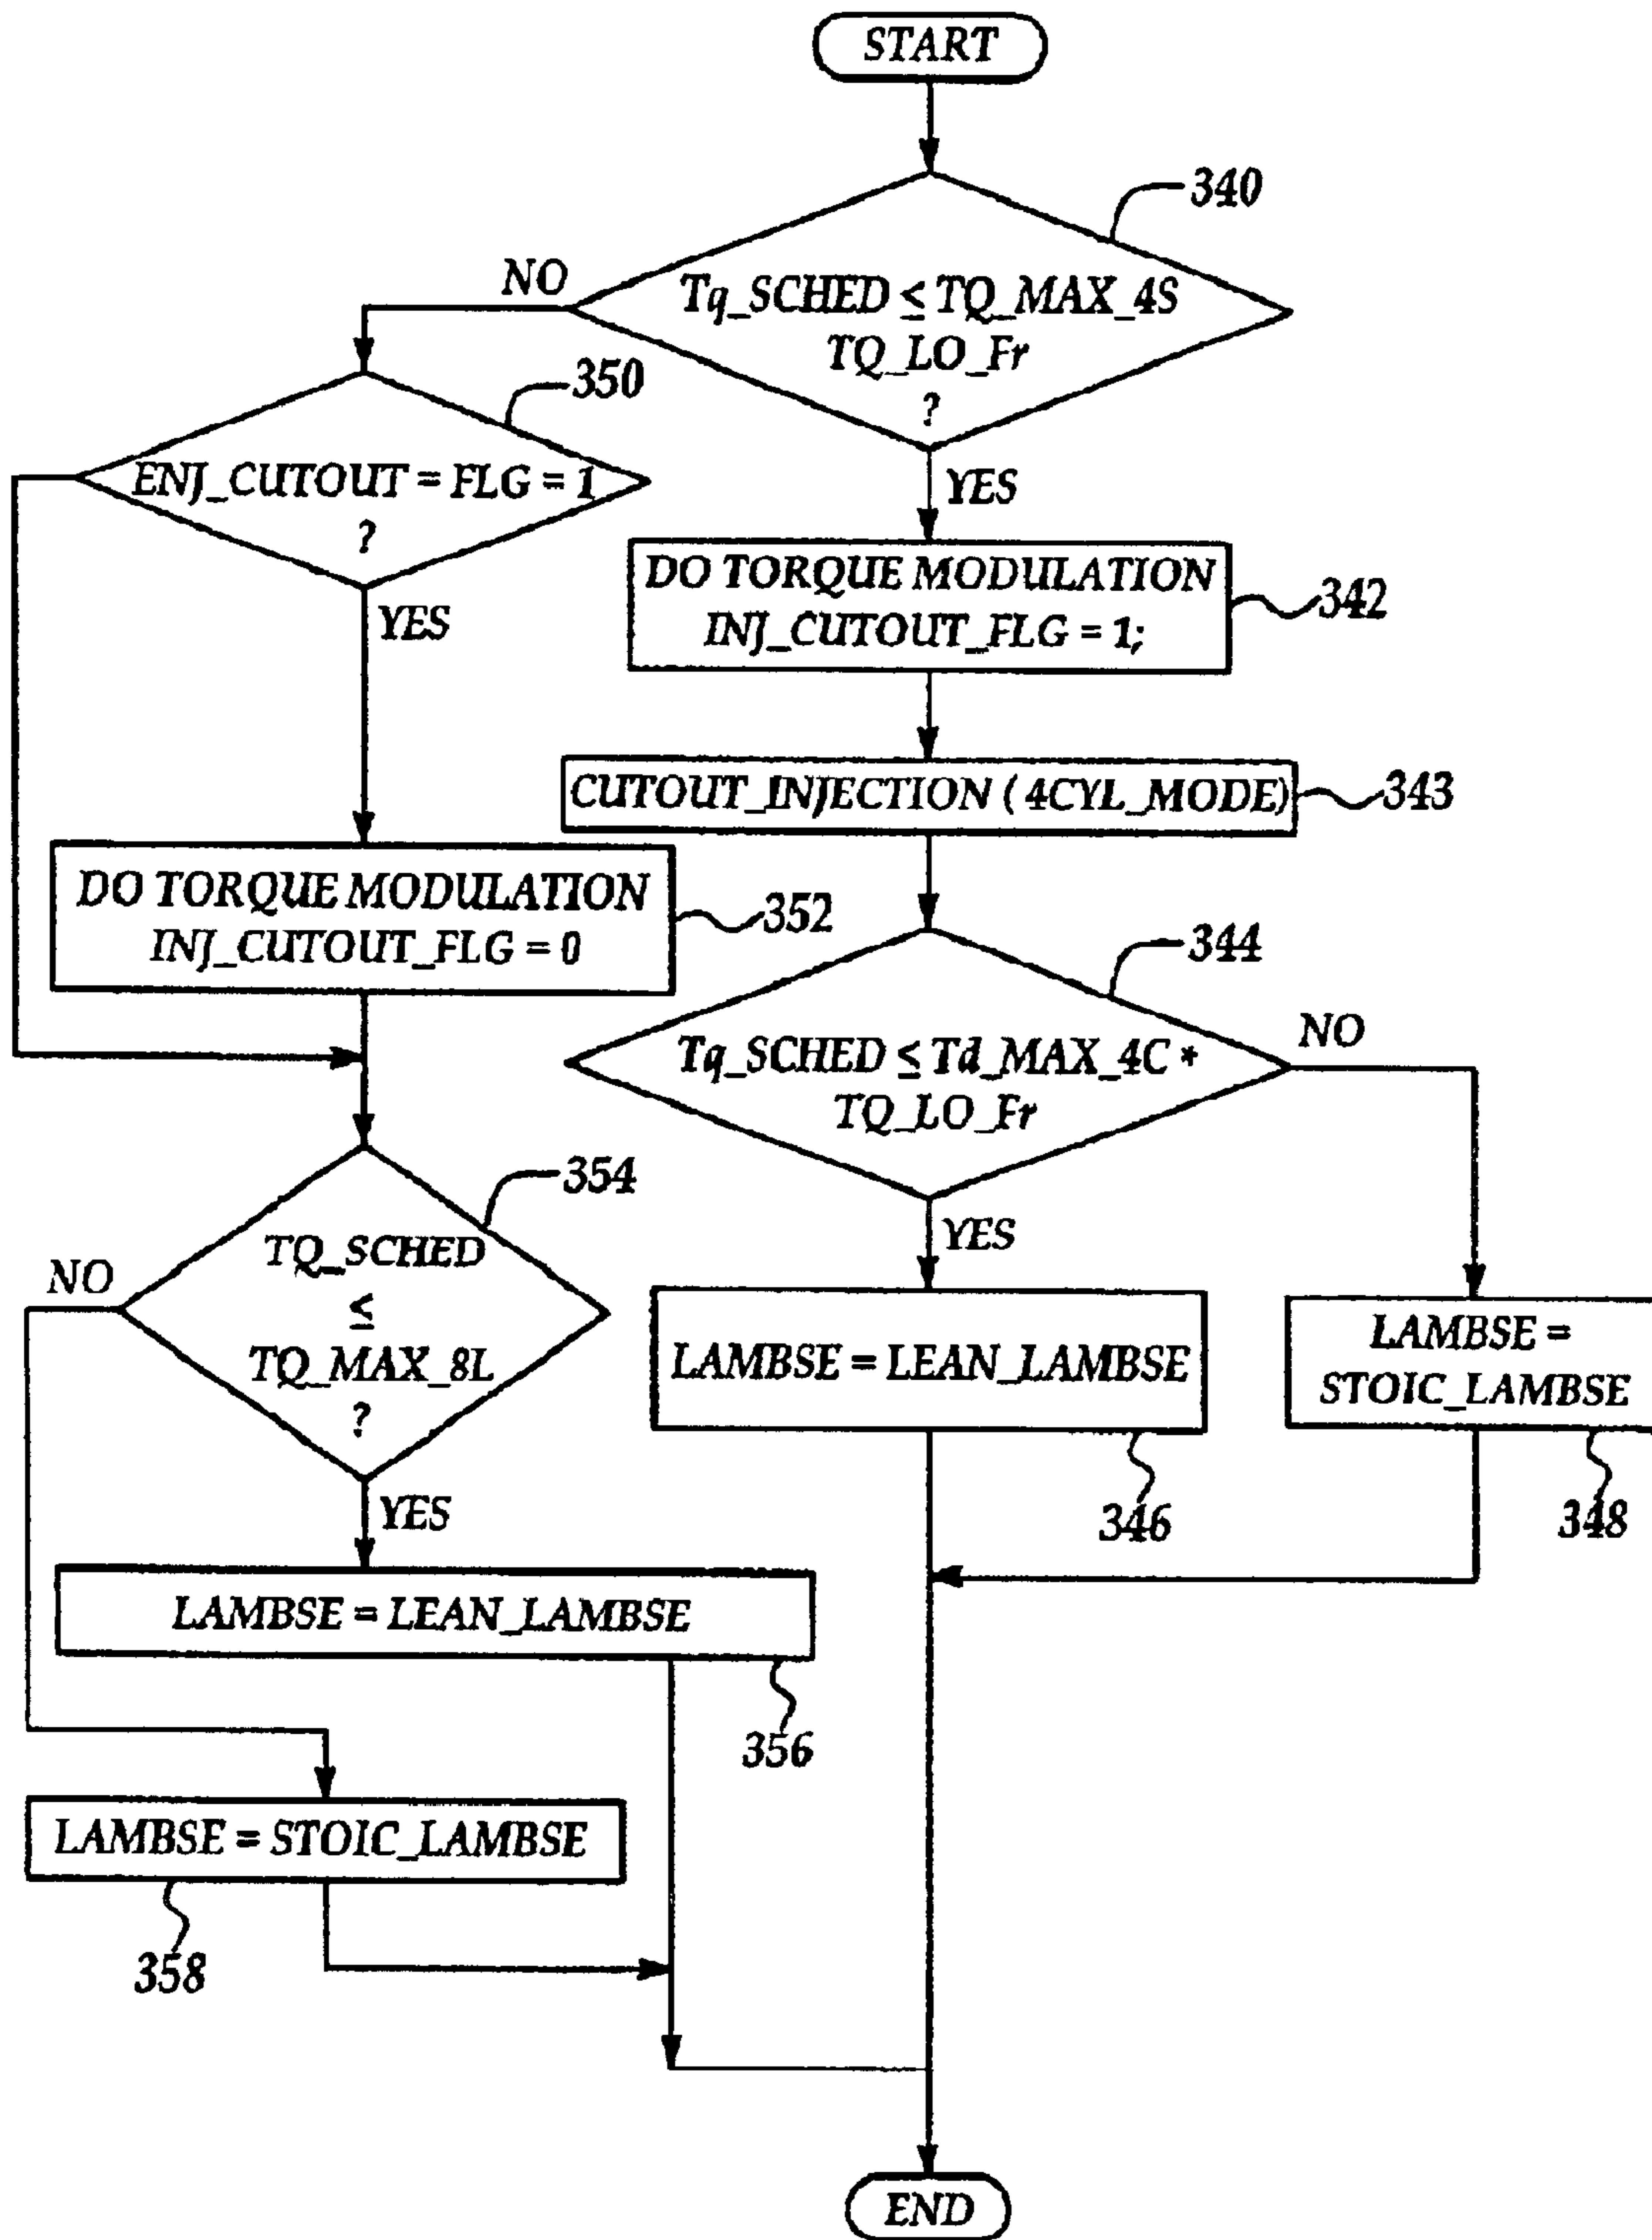 START
340
NO
Tq_SCHED ≤ TQ_MAX_4S
TQ_LO_Fr
?
350
ENJ_CUTOUT = FLG = 1
?
YES
YES
DO TORQUE MODULATION
INJ_CUTOUT_FLG = 1;
342
CUTOUT_INJECTION ( 4CYL_MODE)
343
DO TORQUE MODULATION
INJ_CUTOUT_FLG = 0
352
344
Tq_SCHED ≤ Td_MAX_4C *
TQ_LO_Fr
NO
354
TQ_SCHED
≤
TQ_MAX_8L
?
NO
YES
LAMBSE = LEAN_LAMBSE
346
LAMBSE =
STOIC_LAMBSE
348
YES
LAMBSE = LEAN_LAMBSE
356
LAMBSE = STOIC_LAMBSE
358
END